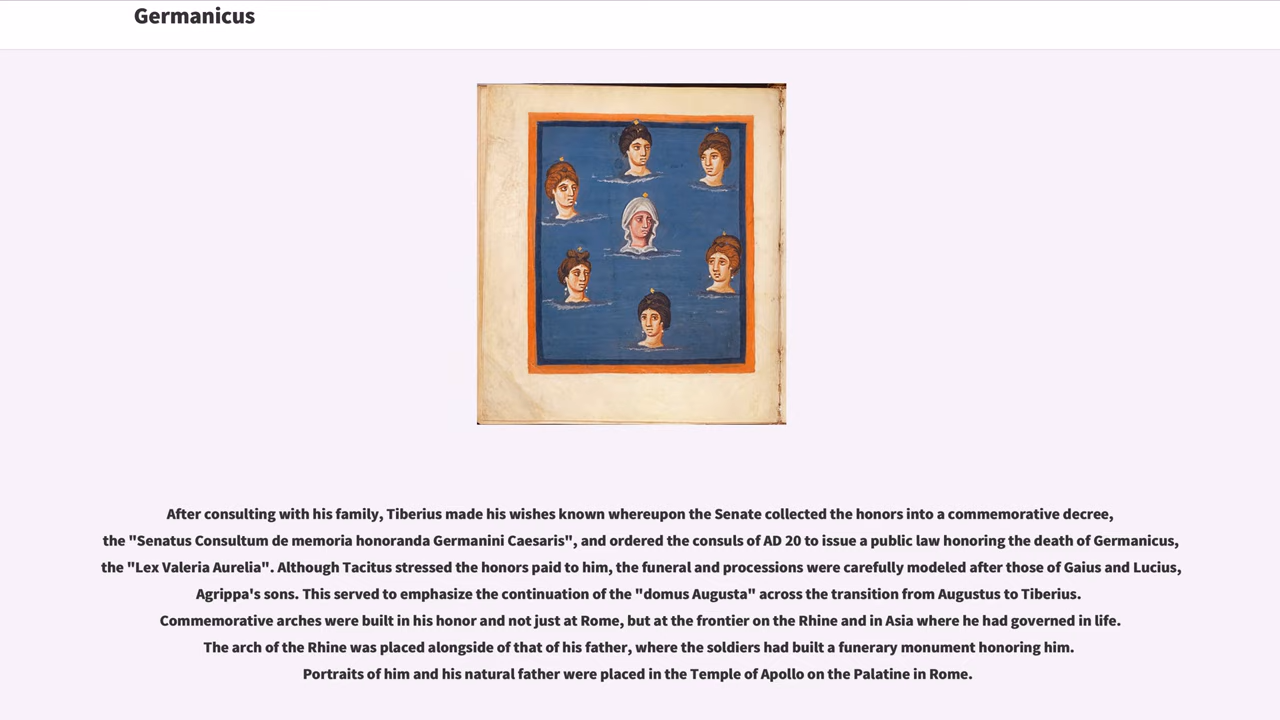 Germanicus
After consulting with his family, Tiberius made his wishes known whereupon the Senate collected the honors into a commemorative decree,
the "Senatus Consultum de memoria honoranda Germanini Caesaris", and ordered the consuls of AD 20 to issue a public law honoring the death of Germanicus,
the "Lex Valeria Aurelia". Although Tacitus stressed the honors paid to him, the funeral and processions were carefully modeled after those of Gaius and Lucius,
Agrippa's sons. This served to emphasize the continuation of the "domus Augusta" across the transition from Augustus to Tiberius.
Commemorative arches were built in his honor and not just at Rome, but at the frontier on the Rhine and in Asia where he had governed in life.
The arch of the Rhine was placed alongside of that of his father, where the soldiers had built a funerary monument honoring him.
Portraits of him and his natural father were placed in the Temple of Apollo on the Palatine in Rome.